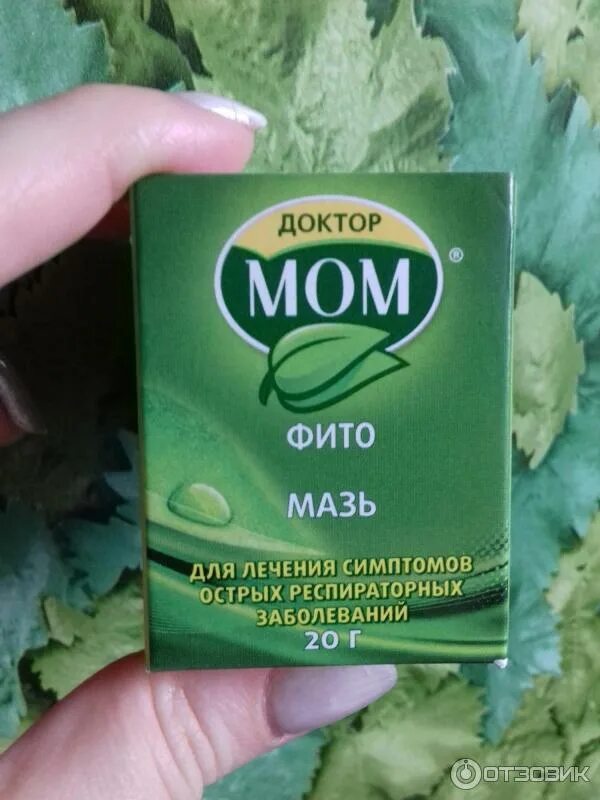 ДОКТОР
МОМ®
ФИТО
МАЗЬ
ДЛЯ ЛЕЧЕНИЯ СИМПТОМОВ
ОСТРЫХ РЕСПИРАТОРНЫХ
ЗАБОЛЕВАНИЙ
20 Г
ОТЗОВИК